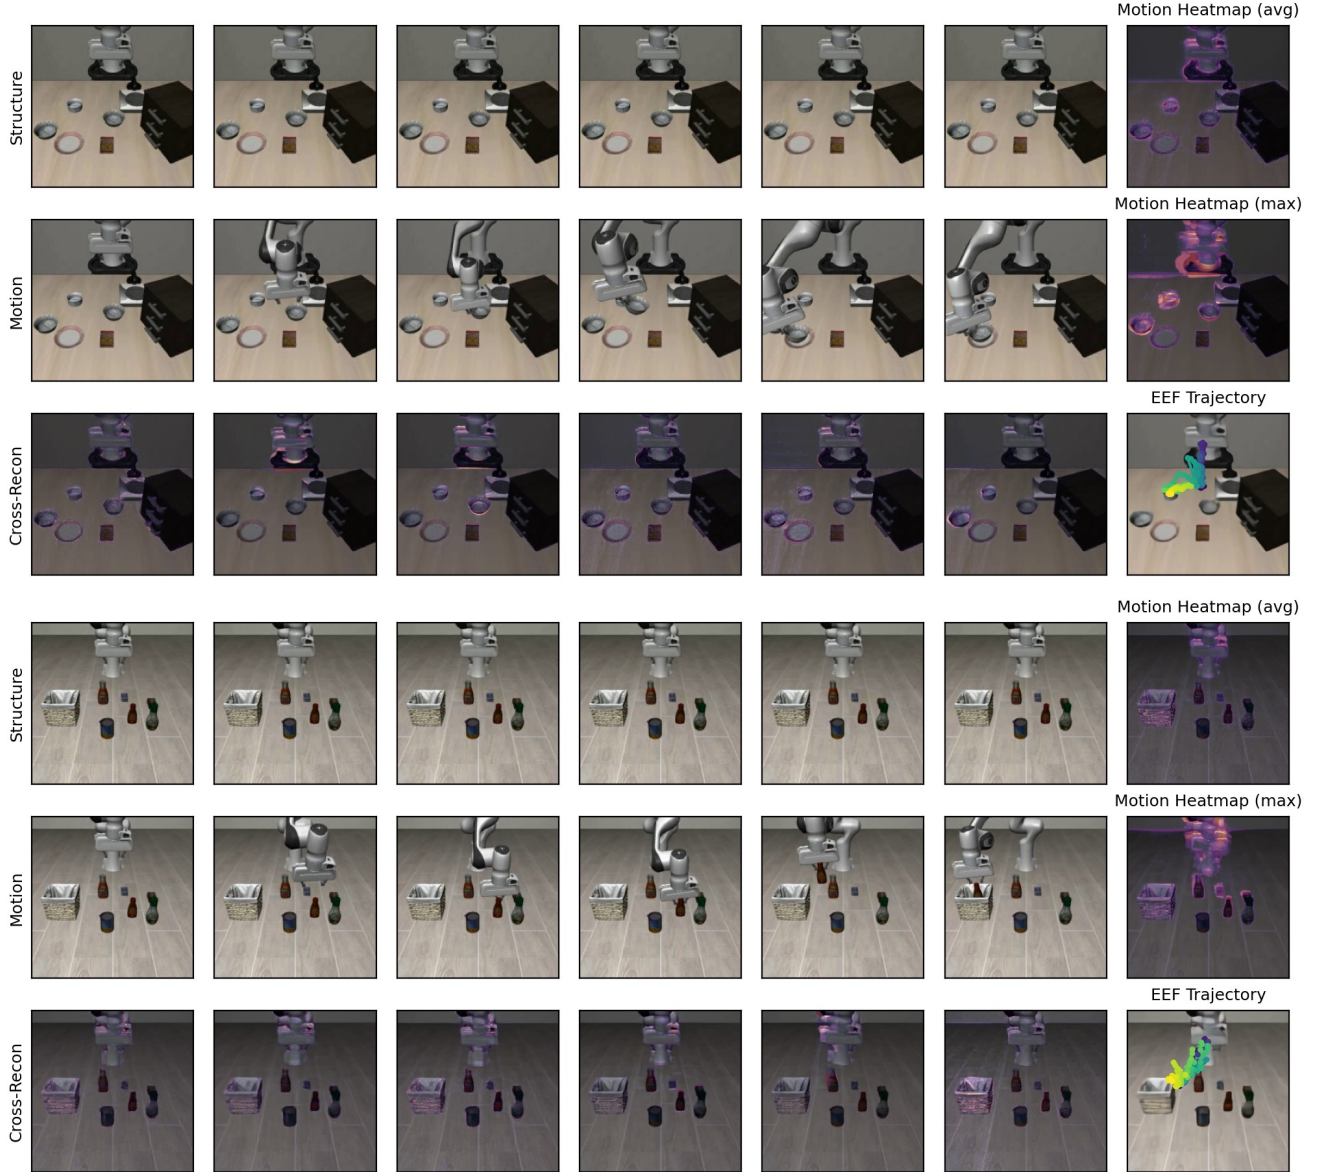 Motion Heatmap (avg)
Structure
Motion Heatmap (max)
Motion
EEF Trajectory
Cross-Recon
Motion Heatmap (avg)
Structure
Motion Heatmap (max)
Motion
EEF Trajectory
Cross-Recon